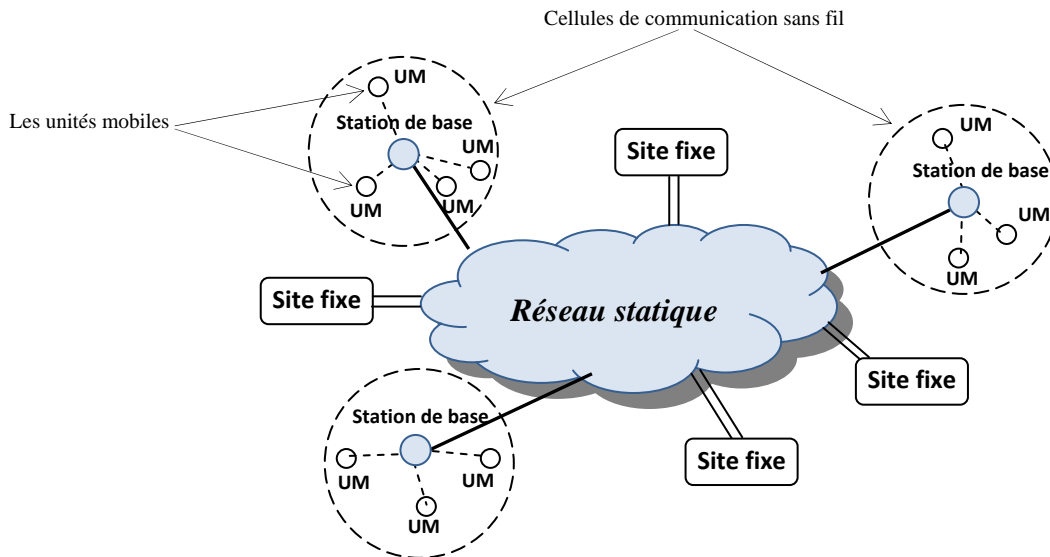 Cellules de communication sans fil
Les unités mobiles
UM
Station de base
UM
UM
UM
Site fixe
UM
Station de base
UM
UM
Site fixe
Réseau statique
Site fixe
Site fixe
Station de base
UM
UM
UM